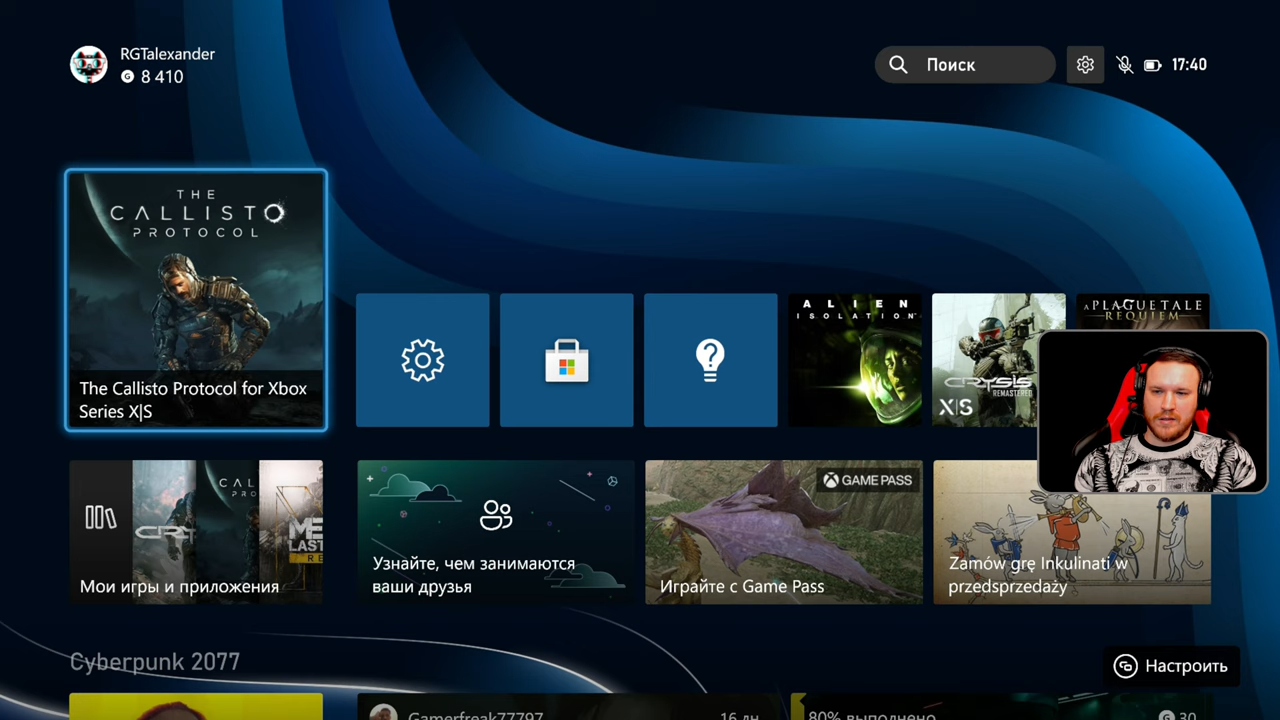 RGTalexander
G 8 410
Поиск
17:40
THE
CALLISTO
PROTOCOL
The Callisto Protocol for Xbox
Series X|S
ALIEN
ISOLATION
CRYSIS
REMASTERED
X|S
A PLAGUE TALE
REQUIEM
Мои игры и приложения
Узнайте, чем занимаются
ваши друзья
GAME PASS
Играйте с Game Pass
Zamów grę Inkulinati w
przedsprzedaży
Cyberpunk 2077
Настроить
Gamerfreak77797
16 дн.
80% выполнено
G 30